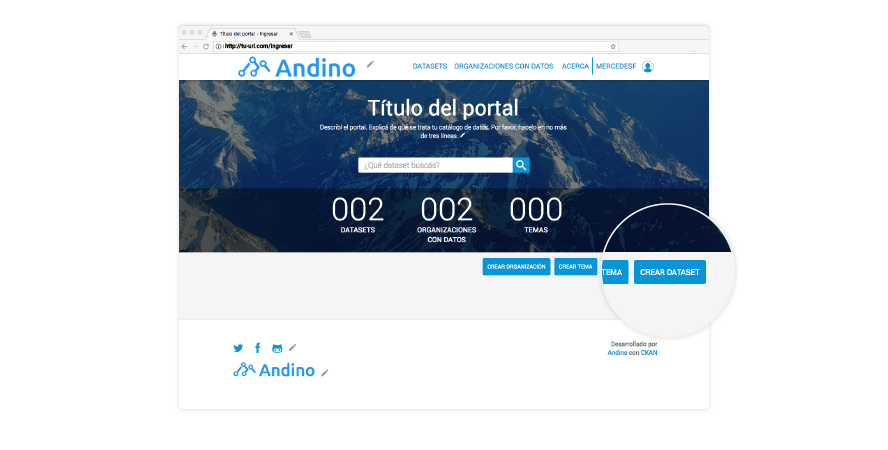 Título del portal - Ingresar
http://tu-url.com/ingresar
Andino
DATASETS ORGANIZACIONES CON DATOS ACERCA MERCEDESF
Título del portal
Describí el portal. Explicá de qué se trata tu catálogo de datos. Por favor, hacelo en no más
de tres líneas.
¿Qué dataset buscás?
002 002 000
DATASETS ORGANIZACIONES TEMAS
CON DATOS
CREAR ORGANIZACIÓN CREAR TEMA TEMA CREAR DATASET
Desarrollado por
Andino con CKAN
Andino